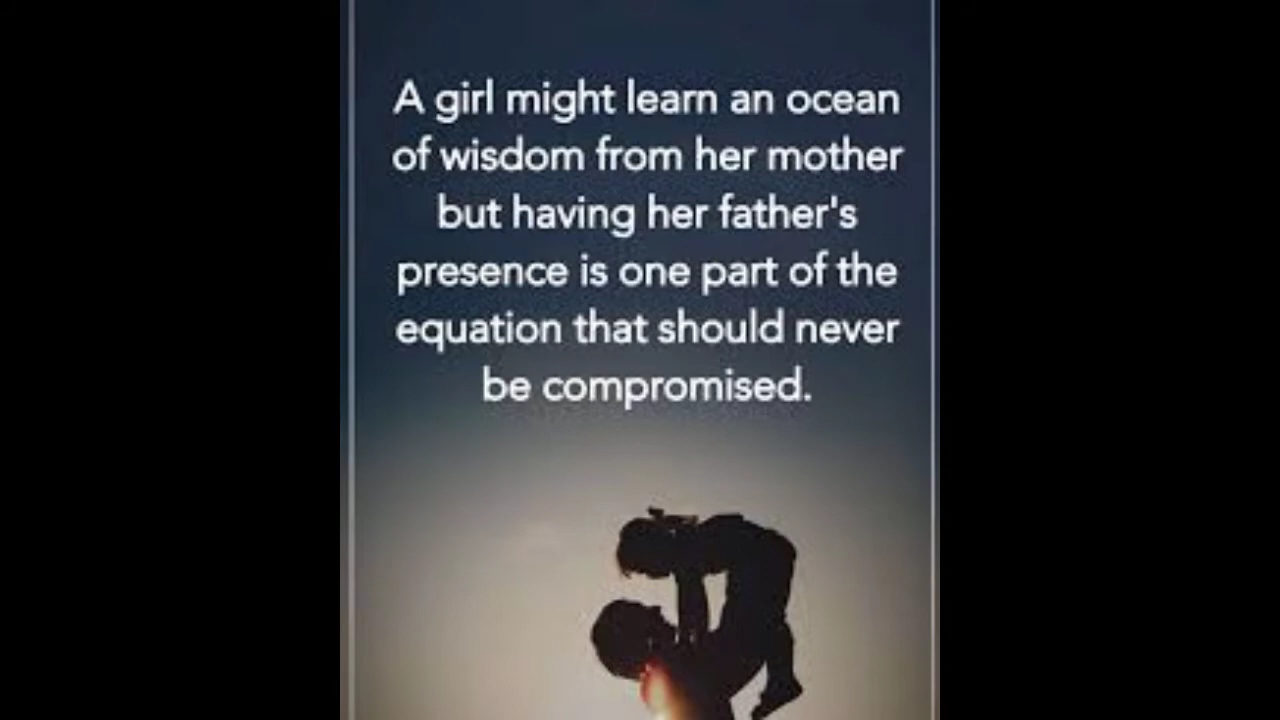 A girl might learn an ocean
of wisdom from her mother
but having her father's
presence is one part of the
equation that should never
be compromised.